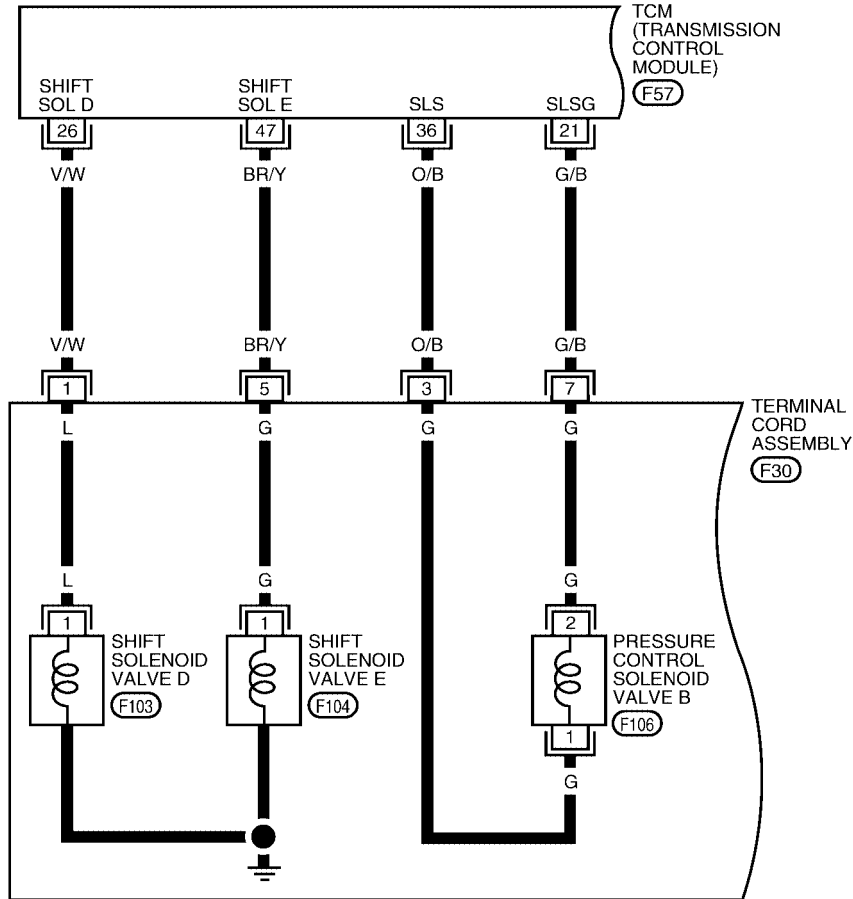 TCM
(TRANSMISSION
CONTROL
MODULE)
F57
SHIFT
SOL D
SHIFT
SOL E
SLS
SLSG
26
47
36
21
V/W
BR/Y
O/B
G/B
V/W
BR/Y
O/B
G/B
1
5
3
7
TERMINAL
CORD
ASSEMBLY
F30
L
G
G
G
L
G
G
1
1
2
SHIFT
SOLENOID
VALVE D
F103
SHIFT
SOLENOID
VALVE E
F104
PRESSURE
CONTROL
SOLENOID
VALVE B
F106
1
G